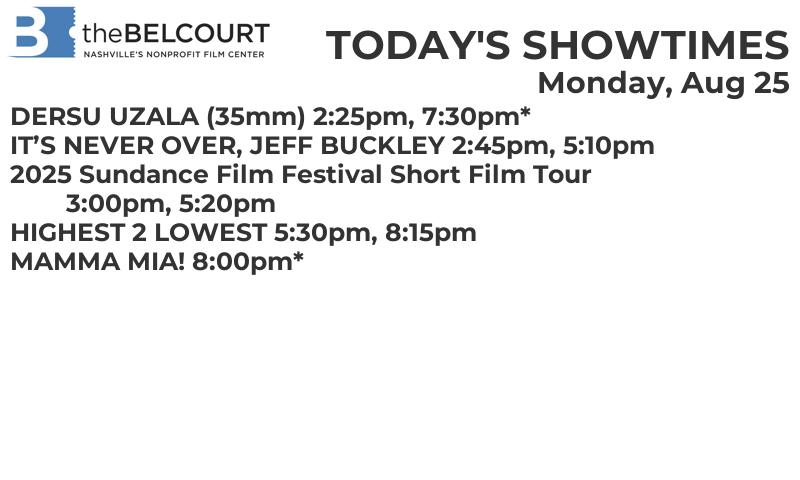 B theBELCOURT
NASHVILLE'S NONPROFIT FILM CENTER
TODAY'S SHOWTIMES
Monday, Aug 25
DERSU UZALA (35mm) 2:25pm, 7:30pm*
IT’S NEVER OVER, JEFF BUCKLEY 2:45pm, 5:10pm
2025 Sundance Film Festival Short Film Tour
3:00pm, 5:20pm
HIGHEST 2 LOWEST 5:30pm, 8:15pm
MAMMA MIA! 8:00pm*